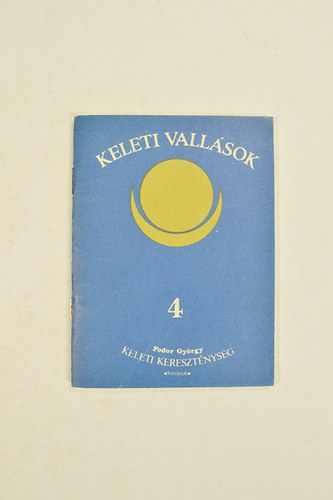 KELETI VALLÁSOK
4
Fodor György
KELETI KERESZTÉNYSÉG